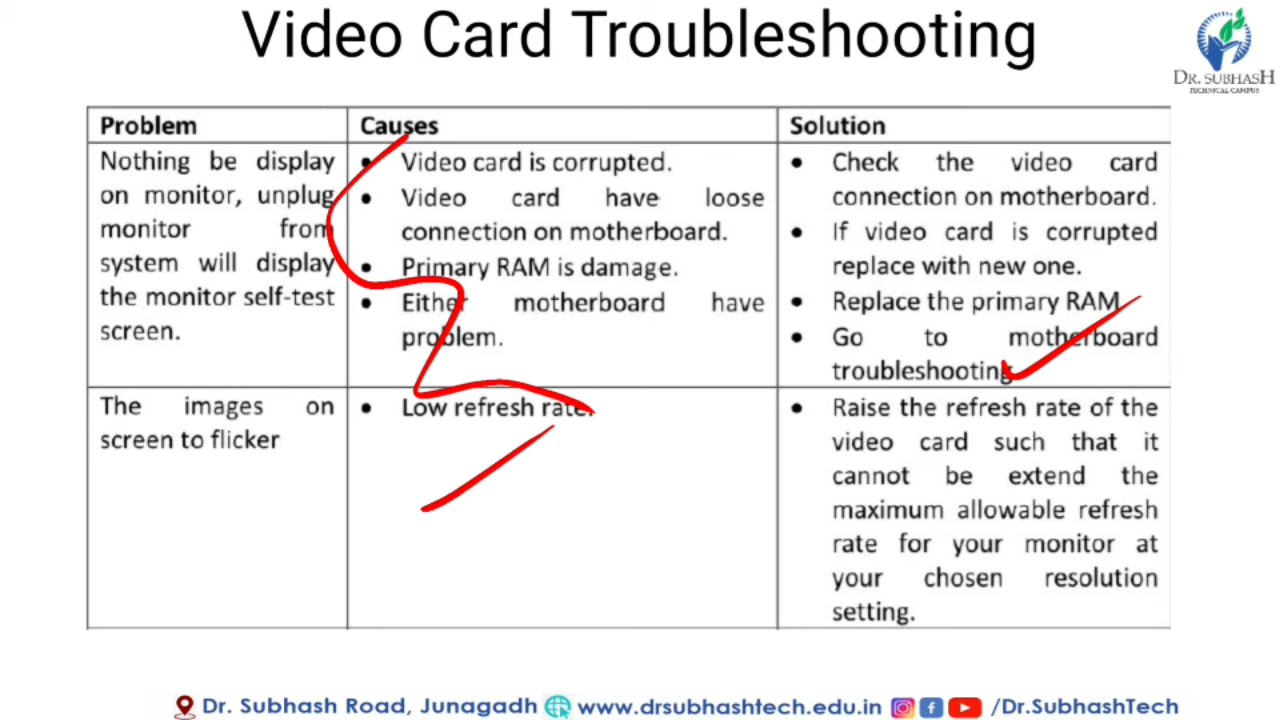 Video Card Troubleshooting
DR. SUBHASH
TECHNICAL CAMPUS
Problem
Causes
Solution
Nothing be display
on monitor, unplug
monitor from
system will display
the monitor self-test
screen.
• Video card is corrupted.
• Video card have loose
connection on motherboard.
• Primary RAM is damage.
• Either motherboard have
problem.
• Check the video card
connection on motherboard.
• If video card is corrupted
replace with new one.
• Replace the primary RAM
• Go to motherboard
troubleshooting.
The images on
screen to flicker
• Low refresh rate.
• Raise the refresh rate of the
video card such that it
cannot be extend the
maximum allowable refresh
rate for your monitor at
your chosen resolution
setting.
Dr. Subhash Road, Junagadh www.drsubhashtech.edu.in /Dr.SubhashTech